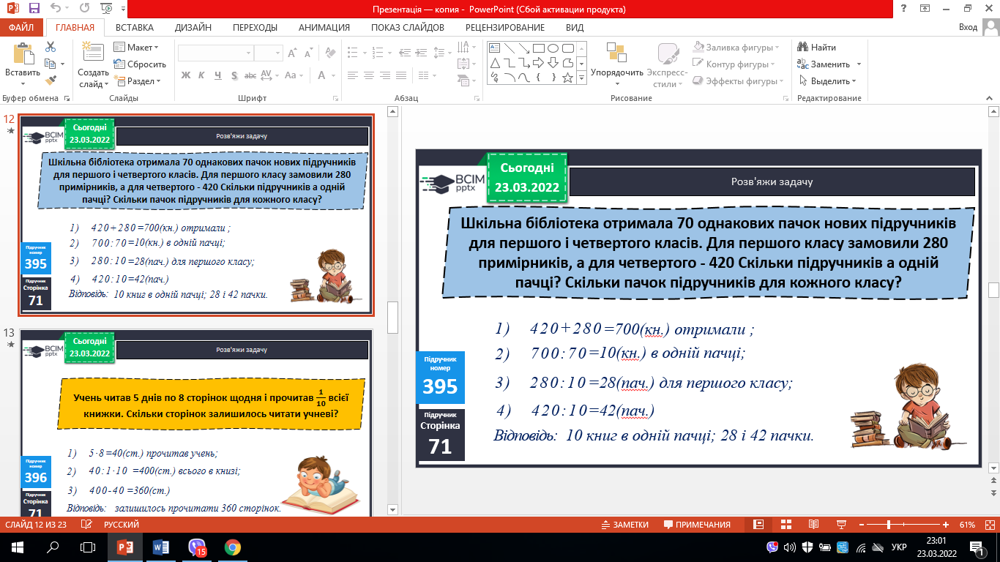 Презентація — копия - PowerPoint (Сбой активации продукта)
ФАЙЛ ГЛАВНАЯ ВСТАВКА ДИЗАЙН ПЕРЕХОДЫ АНИМАЦИЯ ПОКАЗ СЛАЙДОВ РЕЦЕНЗИРОВАНИЕ ВИД Вход
Вставить
Создать слайд
Макет
Сбросить
Раздел
Ж К Ч S abc AV Aa A
Упорядочить
Экспресс-стили
Заливка фигуры
Контур фигуры
Эффекты фигуры
Найти
Заменить
Выделить
Буфер обмена Слайды Шрифт Абзац Рисование Редактирование
12
Сьогодні
23.03.2022
BCIM
pptx
Розв'яжи задачу
Шкільна бібліотека отримала 70 однакових пачок нових підручників
для першого і четвертого класів. Для першого класу замовили 280
примірників, а для четвертого - 420 Скільки підручників а одній
пачці? Скільки пачок підручників для кожного класу?
1) 420+280=700(кн.) отримали ;
2) 700:70=10(кн.) в одній пачці;
3) 280:10=28(пач.) для першого класу;
4) 420:10=42(пач.)
Відповідь: 10 книг в одній пачці; 28 і 42 пачки.
Підручник
номер
395
Підручник
Сторінка
71
13
Сьогодні
23.03.2022
BCIM
pptx
Розв'яжи задачу
Учень читав 5 днів по 8 сторінок щодня і прочитав 1/10 всієї
книжки. Скільки сторінок залишилось читати учневі?
1) 5·8=40(ст.) прочитав учень;
2) 40:1·10 =400(ст.) всього в книзі;
3) 400-40=360(ст.)
Відповідь: залишилось прочитати 360 сторінок.
Підручник
номер
396
Підручник
Сторінка
71
Сьогодні
23.03.2022
BCIM
pptx
Розв'яжи задачу
Шкільна бібліотека отримала 70 однакових пачок нових підручників
для першого і четвертого класів. Для першого класу замовили 280
примірників, а для четвертого - 420 Скільки підручників а одній
пачці? Скільки пачок підручників для кожного класу?
1) 420+280=700(кн.) отримали ;
2) 700:70=10(кн.) в одній пачці;
3) 280:10=28(пач.) для першого класу;
4) 420:10=42(пач.)
Відповідь: 10 книг в одній пачці; 28 і 42 пачки.
Підручник
номер
395
Підручник
Сторінка
71
СЛАЙД 12 ИЗ 23 РУССКИЙ ЗАМЕТКИ ПРИМЕЧАНИЯ 61%
15
УКР
23:01
23.03.2022
1